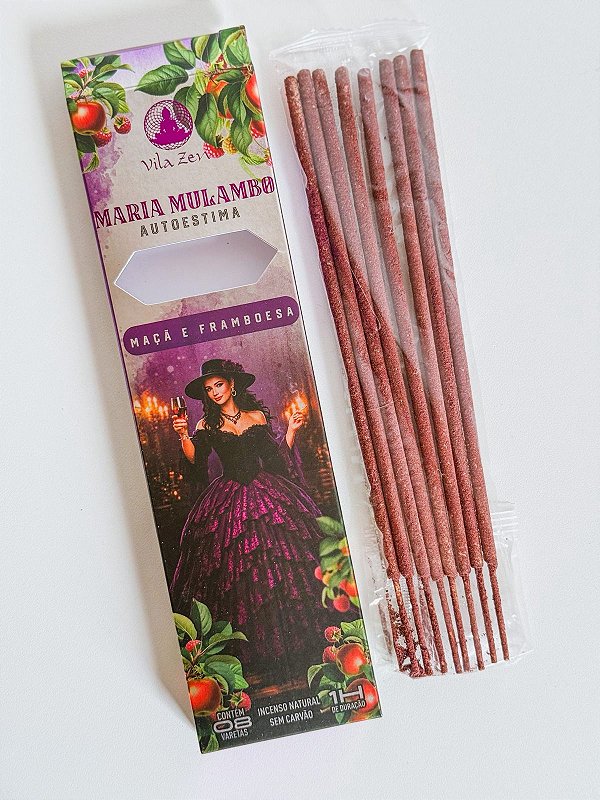 Vila Zen
MARIA MULAMBO
AUTOESTIMA
MAÇÃ E FRAMBOESA
CONTÉM
08
VARETAS
INCENSO NATURAL
SEM CARVÃO
1H
DE DURAÇÃO